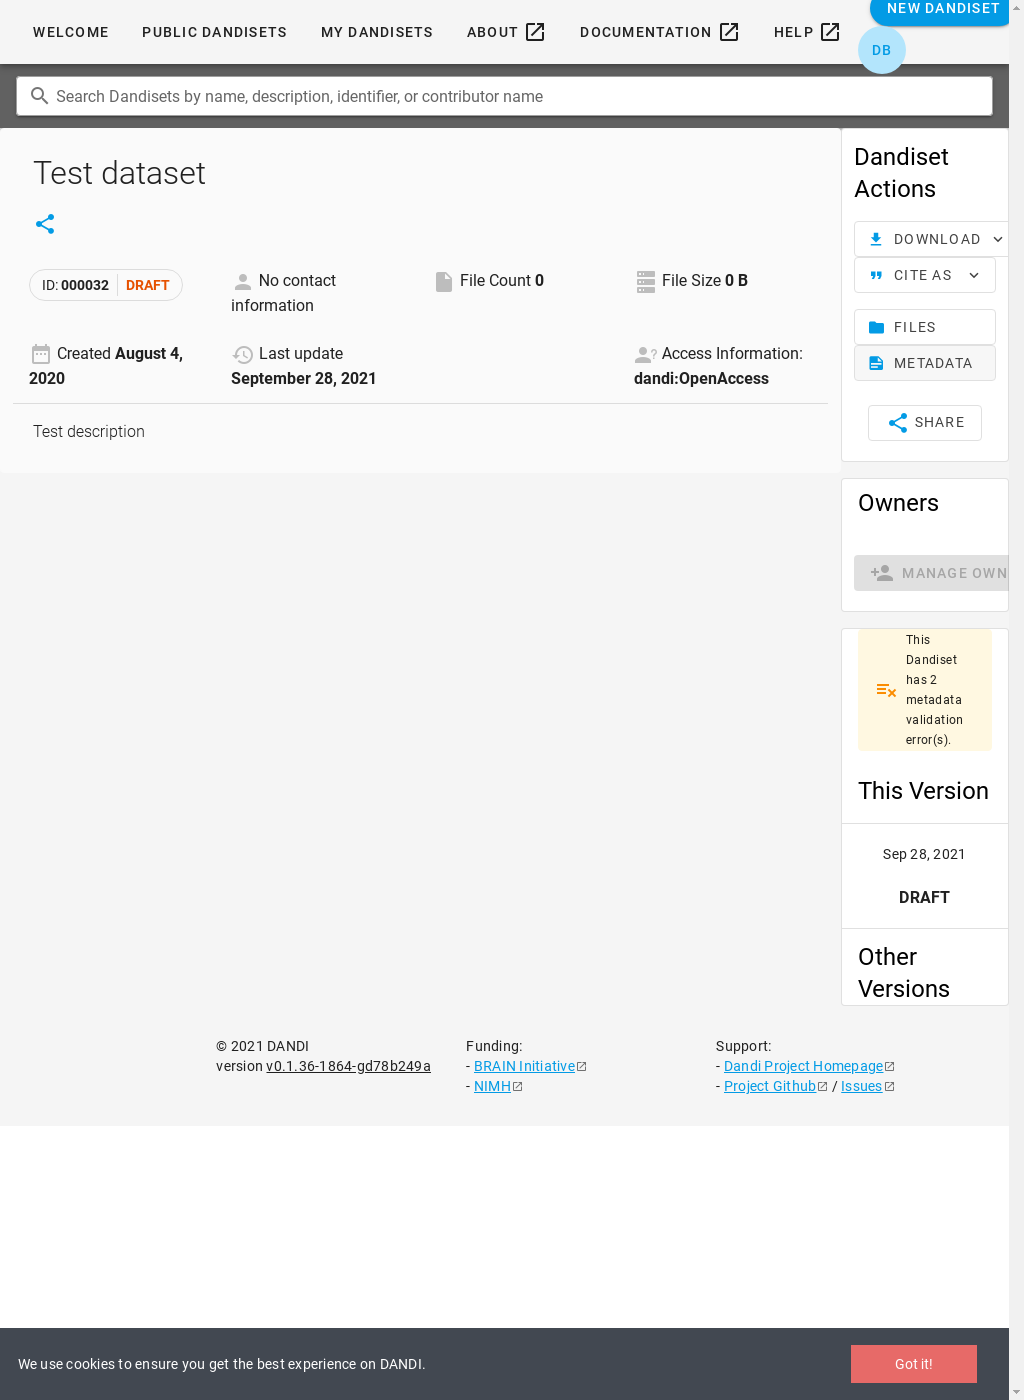 WELCOME PUBLIC DANDISETS MY DANDISETS ABOUT DOCUMENTATION HELP NEW DANDISET
DB
Search Dandisets by name, description, identifier, or contributor name
Test dataset
ID: 000032 DRAFT
No contact
information
File Count 0
File Size 0 B
Created August 4,
2020
Last update
September 28, 2021
Access Information:
dandi:OpenAccess
Test description
Dandiset
Actions
DOWNLOAD
CITE AS
FILES
METADATA
SHARE
Owners
MANAGE OWN
This
Dandiset
has 2
metadata
validation
error(s).
This Version
Sep 28, 2021
DRAFT
Other
Versions
© 2021 DANDI
version v0.1.36-1864-gd78b249a
Funding:
- BRAIN Initiative
- NIMH
Support:
- Dandi Project Homepage
- Project Github / Issues
We use cookies to ensure you get the best experience on DANDI.
Got it!